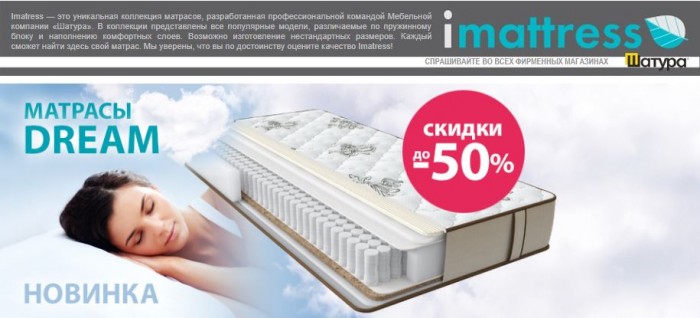 Imatress — это уникальная коллекция матрасов, разработанная профессиональной командой Мебельной
компании «Шатура». В коллекции представлены все популярные модели, различаемые по пружинному
блоку и наполнению комфортных слоев. Возможно изготовление нестандартных размеров. Каждый
сможет найти здесь свой матрас. Мы уверены, что вы по достоинству оцените качество Imatress!
imattress
СПРАШИВАЙТЕ ВО ВСЕХ ФИРМЕННЫХ МАГАЗИНАХ Шатура®
МАТРАСЫ
DREAM
СКИДКИ
до -50%
НОВИНКА